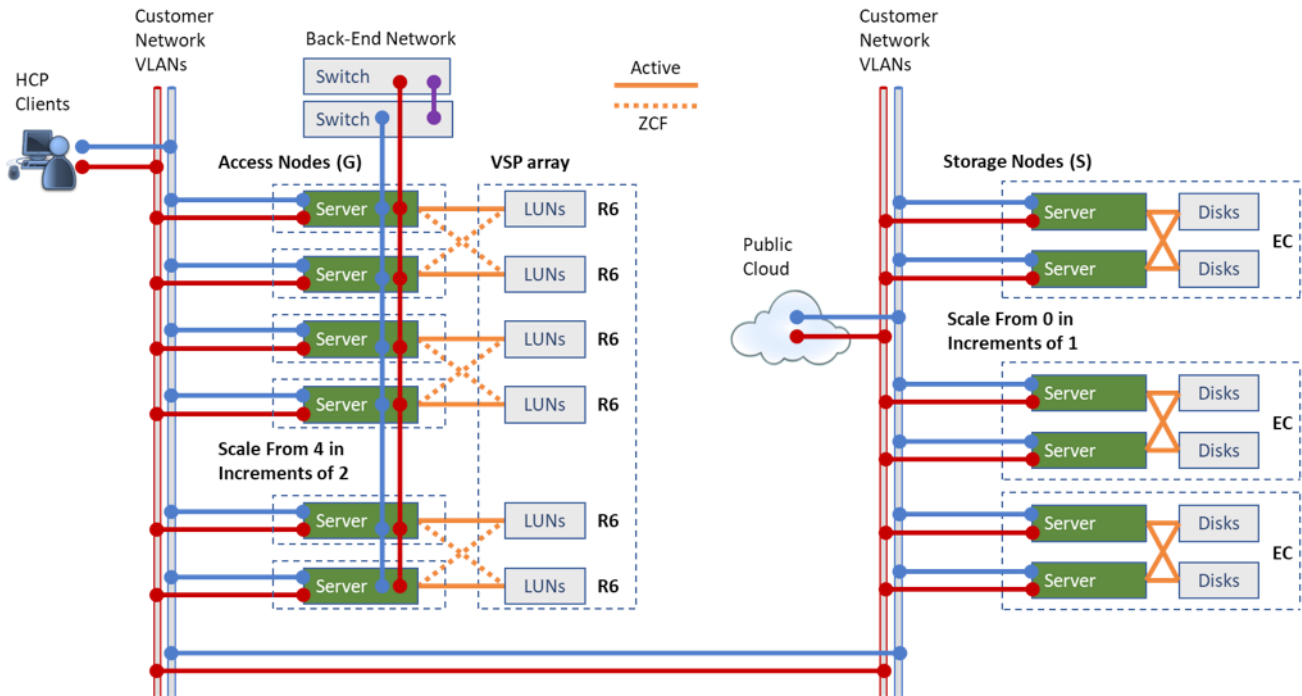 Customer
Network
VLANs
Customer
Network
VLANs
Back-End Network
HCP
Clients
Switch
Switch
Active
ZCF
Access Nodes (G)
VSP array
Storage Nodes (S)
Server
LUNs
R6
Server
LUNs
R6
Server
LUNs
R6
Server
LUNs
R6
Scale From 4 in
Increments of 2
Server
LUNs
R6
Server
LUNs
R6
Public
Cloud
Server
Disks
EC
Server
Disks
Scale From 0 in
Increments of 1
Server
Disks
EC
Server
Disks
Server
Disks
EC
Server
Disks